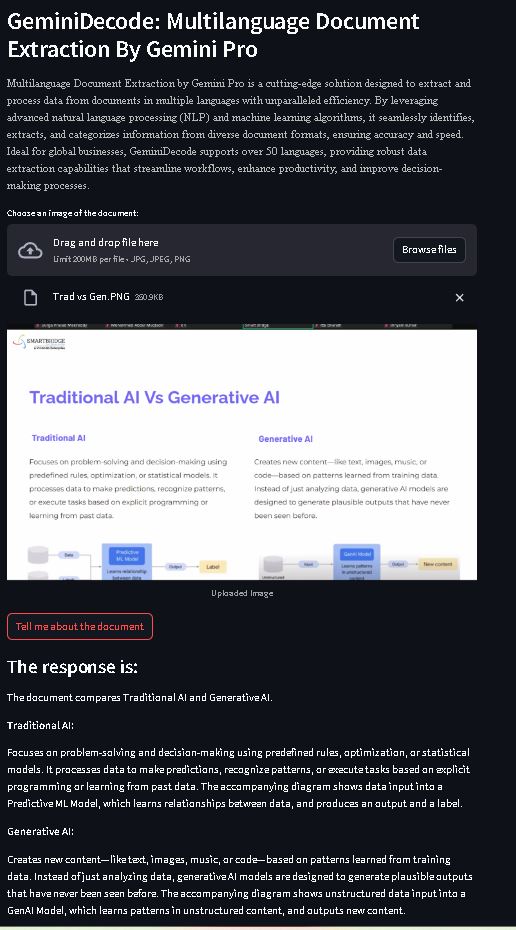 GeminiDecode: Multilanguage Document
Extraction By Gemini Pro
Multilanguage Document Extraction by Gemini Pro is a cutting-edge solution designed to extract and
process data from documents in multiple languages with unparalleled efficiency. By leveraging
advanced natural language processing (NLP) and machine learning algorithms, it seamlessly identifies,
extracts, and categorizes information from diverse document formats, ensuring accuracy and speed.
Ideal for global businesses, GeminiDecode supports over 50 languages, providing robust data
extraction capabilities that streamline workflows, enhance productivity, and improve decision-
making processes.
Choose an image of the document:
Drag and drop file here
Limit 200MB per file • JPG, JPEG, PNG
Browse files
Trad vs Gen.PNG 350.9KB
SMARTBRIDGE
Traditional AI Vs Generative AI
Traditional AI
Focuses on problem-solving and decision-making using
predefined rules, optimization, or statistical models. It
processes data to make predictions, recognize patterns,
or execute tasks based on explicit programming or
learning from past data.
Generative AI
Creates new content—like text, images, music, or
code—based on patterns learned from training data.
Instead of just analyzing data, generative AI models are
designed to generate plausible outputs that have never
been seen before.
Data
Predictive
ML Model
Learns relationship
between data
Output
Label
Unstructured
Input
GenAI Model
Learns patterns
in unstructured
content
Output
New content
Uploaded Image
Tell me about the document
The response is:
The document compares Traditional AI and Generative AI.
Traditional AI:
Focuses on problem-solving and decision-making using predefined rules, optimization, or statistical
models. It processes data to make predictions, recognize patterns, or execute tasks based on explicit
programming or learning from past data. The accompanying diagram shows data input into a
Predictive ML Model, which learns relationships between data, and produces an output and a label.
Generative AI:
Creates new content—like text, images, music, or code—based on patterns learned from training
data. Instead of just analyzing data, generative AI models are designed to generate plausible outputs
that have never been seen before. The accompanying diagram shows unstructured data input into a
GenAI Model, which learns patterns in unstructured content, and outputs new content.